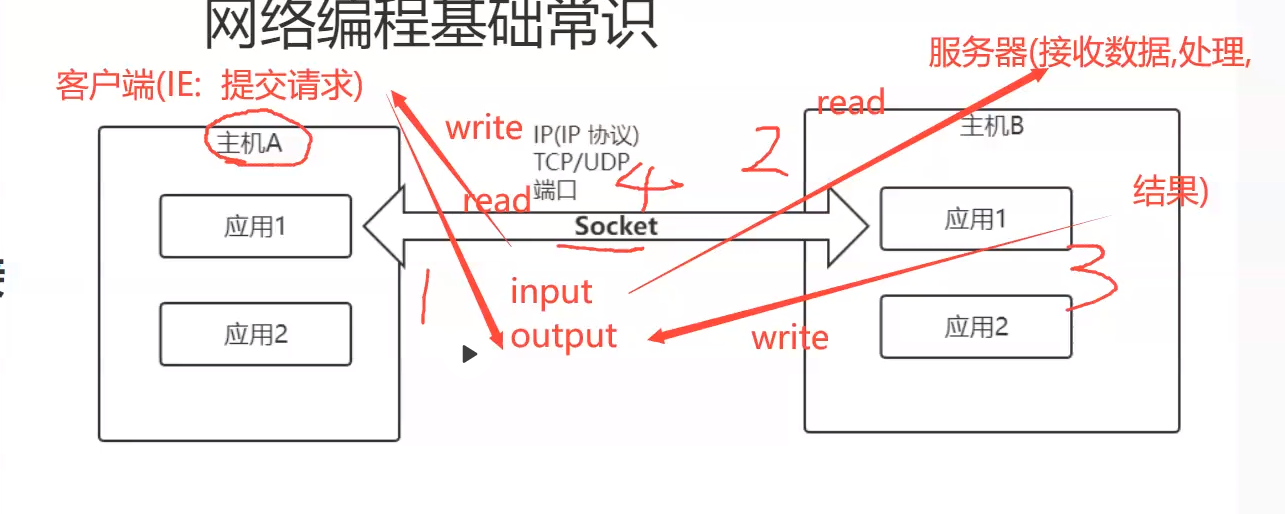 网络编程基础常识
客户端(IE: 提交请求)
服务器(接收数据,处理,
结果)
主机A
应用1
应用2
write
IP(IP 协议)
TCP/UDP
端口
read
Socket
input
output
read
write
主机B
应用1
应用2
1
2
3
4